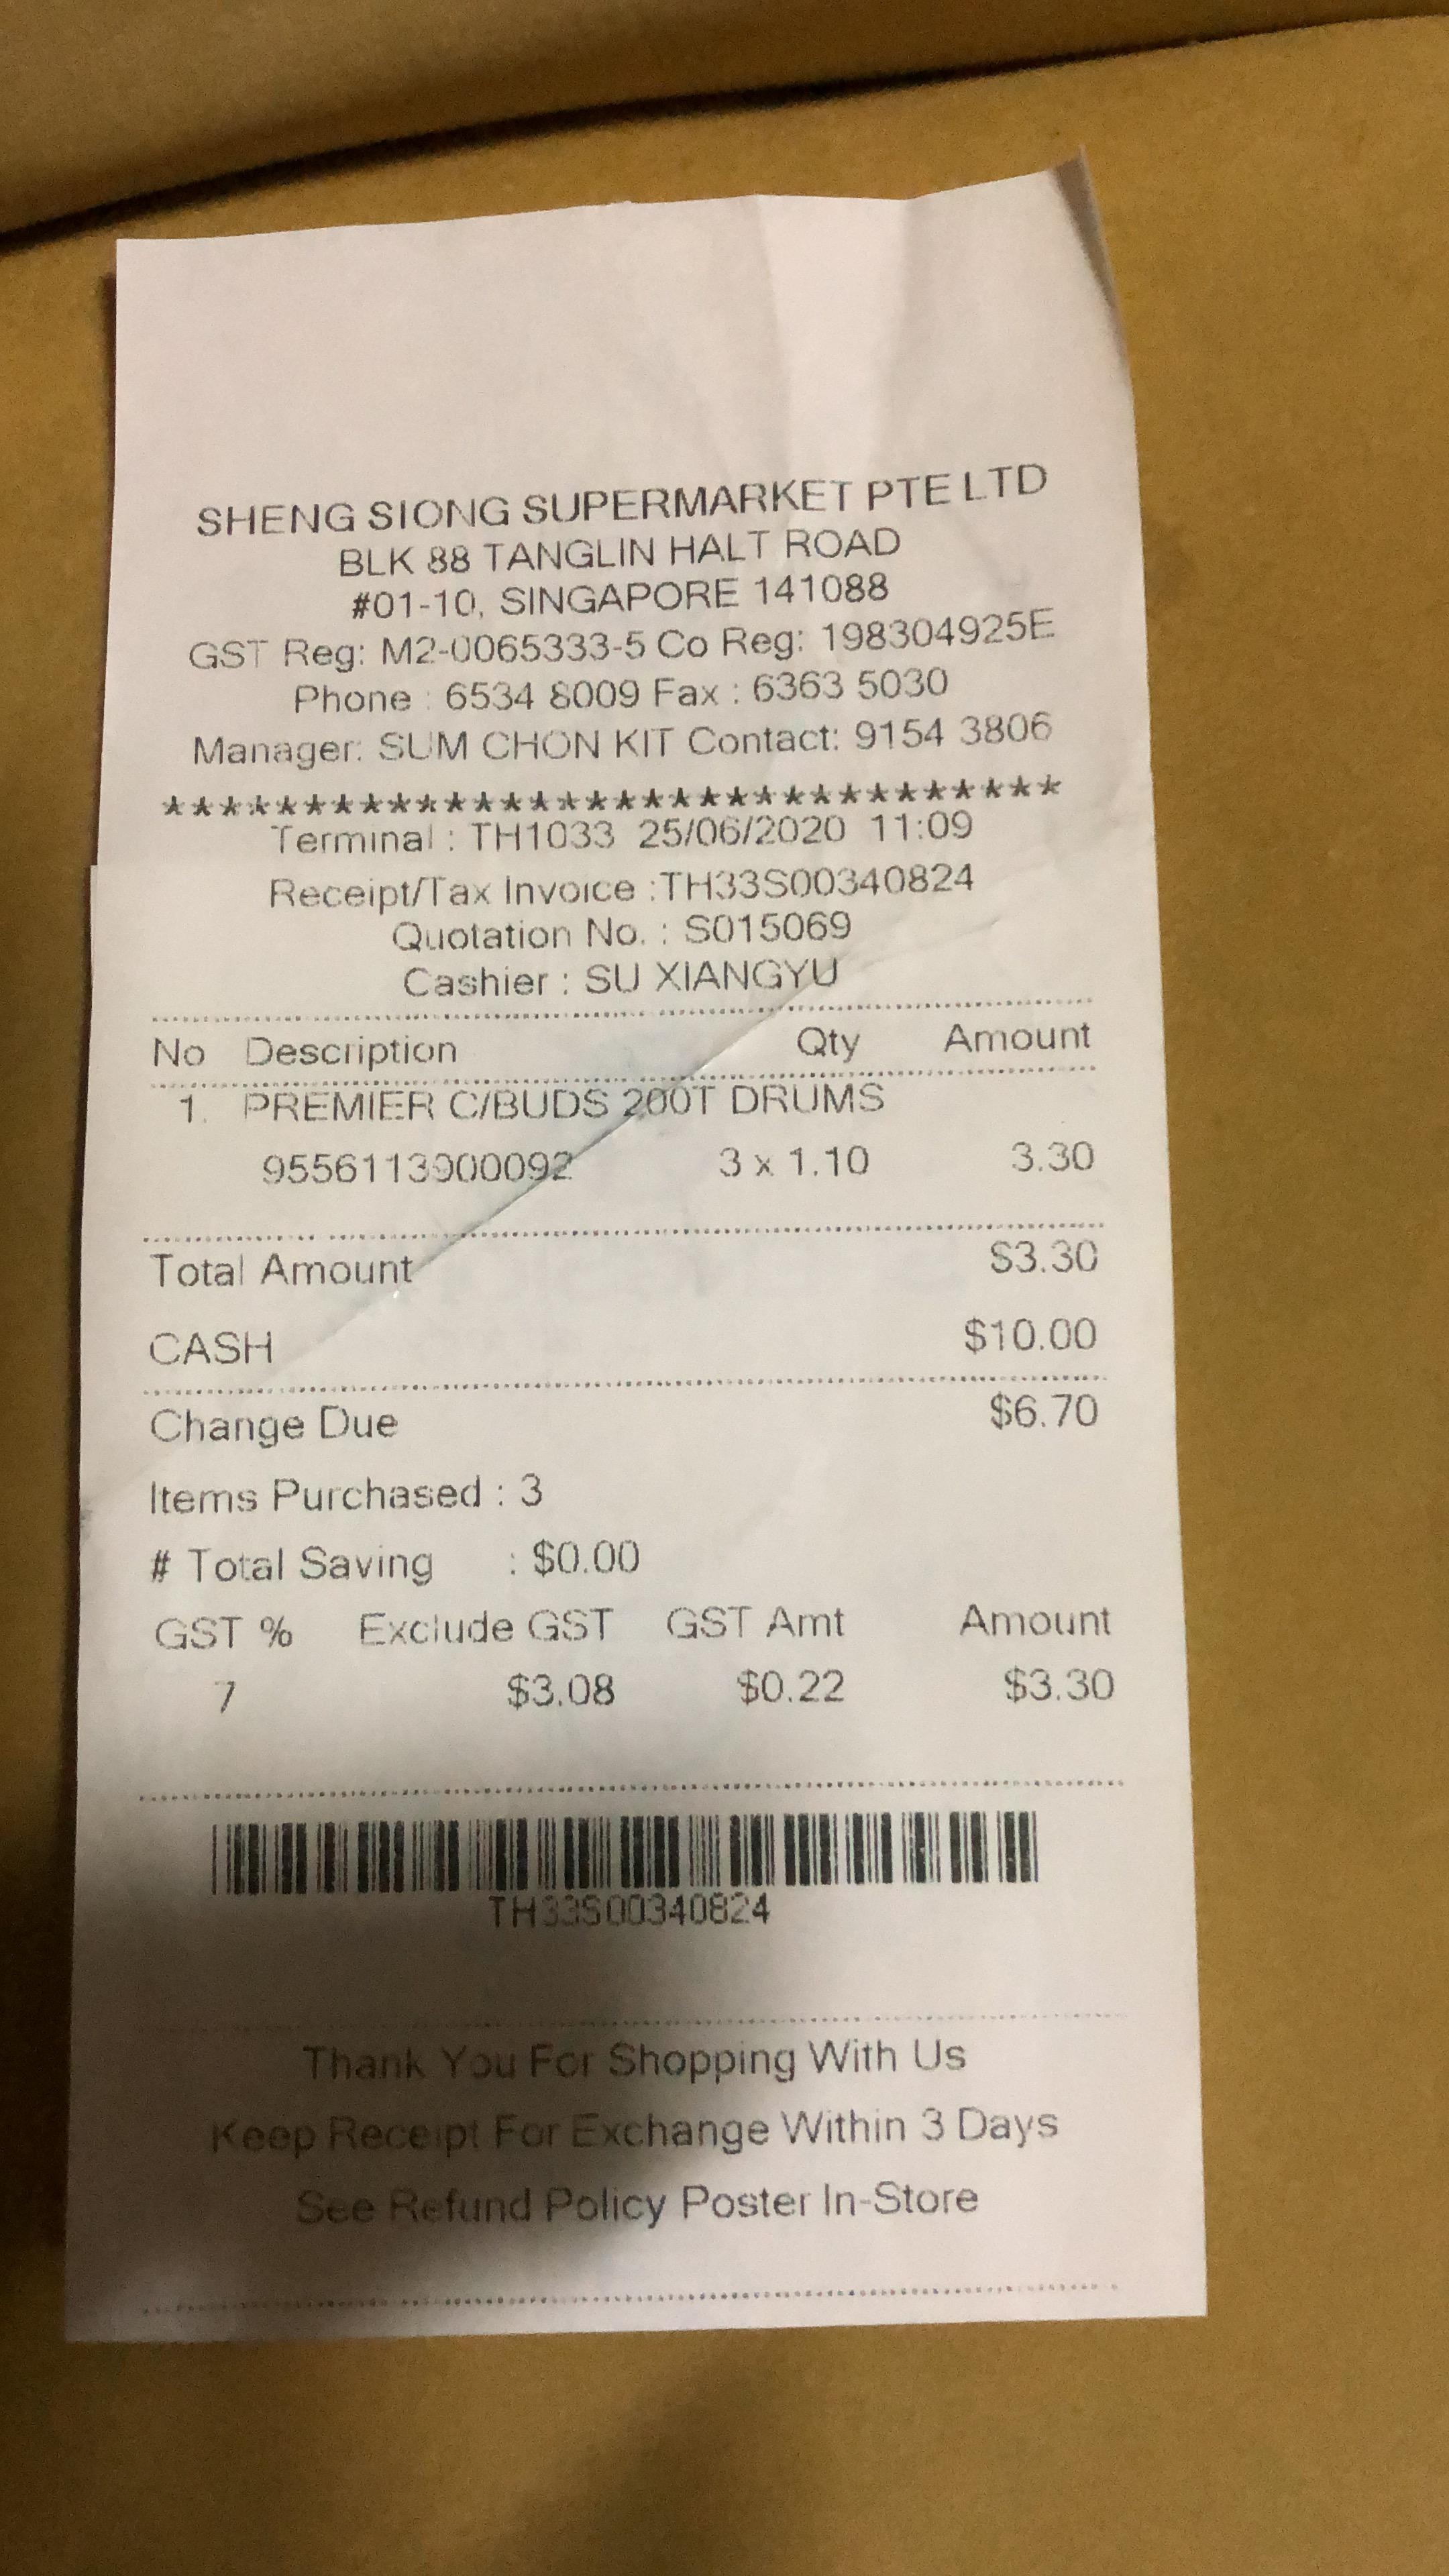 SHENG SIONG SUPERMARKET PTE LTD
BLK 88 TANGLIN HALT ROAD
#01-10, SINGAPORE 141088
GST Reg: M2-0065333-5 Co Reg: 198304925E
Phone : 6534 8009 Fax : 6363 5030
Manager: SUM CHON KIT Contact: 9154 3806
********************************
Terminal : TH1033 25/06/2020 11:09
Receipt/Tax Invoice :TH33S00340824
Quotation No. : S015069
Cashier : SU XIANGYU
No Description Qty Amount
1. PREMIER C/BUDS 200T DRUMS
9556113900092 3 x 1.10 3.30
Total Amount $3.30
CASH $10.00
Change Due $6.70
Items Purchased : 3
# Total Saving : $0.00
GST % Exclude GST GST Amt Amount
7 $3.08 $0.22 $3.30
TH33S00340824
Thank You For Shopping With Us
Keep Receipt For Exchange Within 3 Days
See Refund Policy Poster In-Store